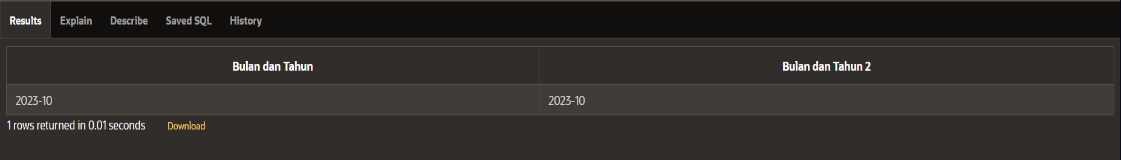 Results Explain Describe Saved SQL History
Bulan dan Tahun Bulan dan Tahun 2
2023-10 2023-10
1 rows returned in 0.01 seconds Download